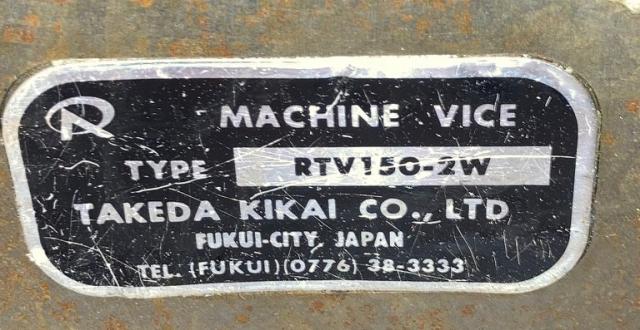 MACHINE VICE
TYPE RTV150-2W
TAKEDA KIKAI CO., LTD
FUKUI-CITY, JAPAN
TEL. (FUKUI)(0776) 38-3333